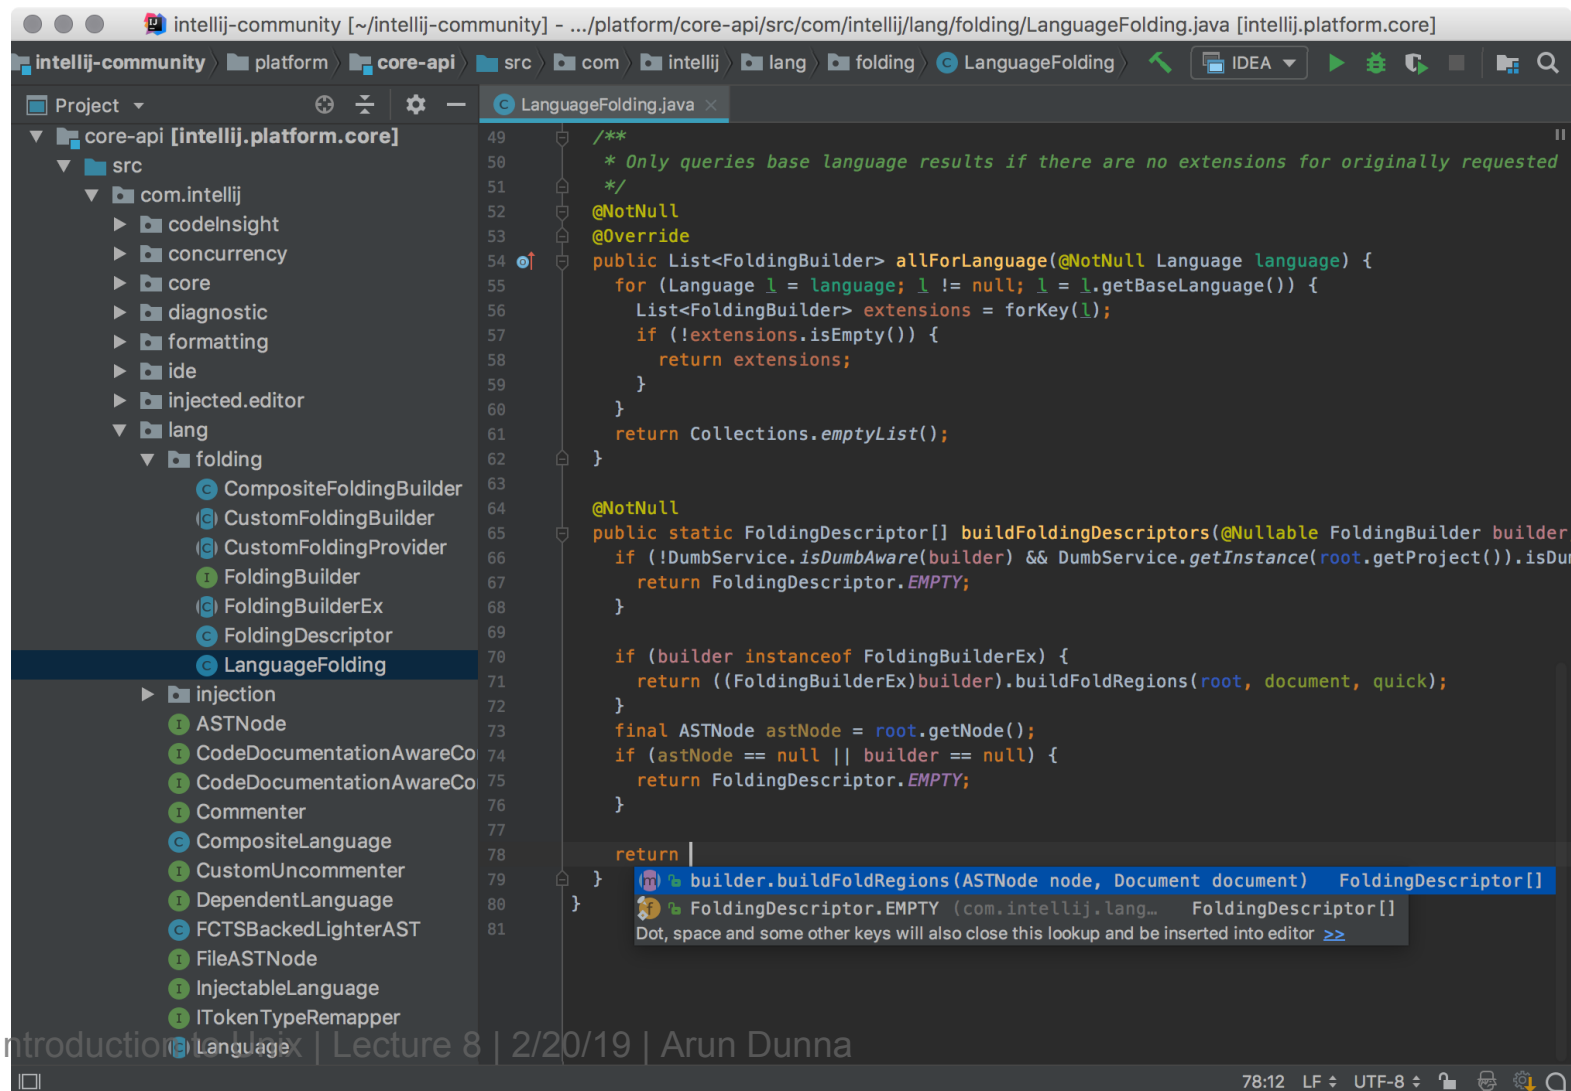 intellij-community [~/intellij-community] - .../platform/core-api/src/com/intellij/lang/folding/LanguageFolding.java [intellij.platform.core]
intellij-community platform core-api src com intellij lang folding LanguageFolding IDEA
Project
LanguageFolding.java
core-api [intellij.platform.core]
src
com.intellij
codeInsight
concurrency
core
diagnostic
formatting
ide
injected.editor
lang
folding
CompositeFoldingBuilder
CustomFoldingBuilder
CustomFoldingProvider
FoldingBuilder
FoldingBuilderEx
FoldingDescriptor
LanguageFolding
injection
ASTNode
CodeDocumentationAwareCo
CodeDocumentationAwareCo
Commenter
CompositeLanguage
CustomUncommenter
DependentLanguage
FCTSBackedLighterAST
FileASTNode
InjectableLanguage
ITokenTypeRemapper
Language
49 /**
50 * Only queries base language results if there are no extensions for originally requested
51 */
52 @NotNull
53 @Override
54 public List<FoldingBuilder> allForLanguage(@NotNull Language language) {
55 for (Language l = language; l != null; l = l.getBaseLanguage()) {
56 List<FoldingBuilder> extensions = forKey(l);
57 if (!extensions.isEmpty()) {
58 return extensions;
59 }
60 }
61 return Collections.emptyList();
62 }
63
64 @NotNull
65 public static FoldingDescriptor[] buildFoldingDescriptors(@Nullable FoldingBuilder builder
66 if (!DumbService.isDumbAware(builder) && DumbService.getInstance(root.getProject()).isDum
67 return FoldingDescriptor.EMPTY;
68 }
69
70 if (builder instanceof FoldingBuilderEx) {
71 return ((FoldingBuilderEx)builder).buildFoldRegions(root, document, quick);
72 }
73 final ASTNode astNode = root.getNode();
74 if (astNode == null || builder == null) {
75 return FoldingDescriptor.EMPTY;
76 }
77
78 return
79 }
80 }
81
builder.buildFoldRegions(ASTNode node, Document document) FoldingDescriptor[]
FoldingDescriptor.EMPTY (com.intellij.lang… FoldingDescriptor[]
Dot, space and some other keys will also close this lookup and be inserted into editor >>
ntroduction to Unix | Lecture 8 | 2/20/19 | Arun Dunna
78:12 LF UTF-8